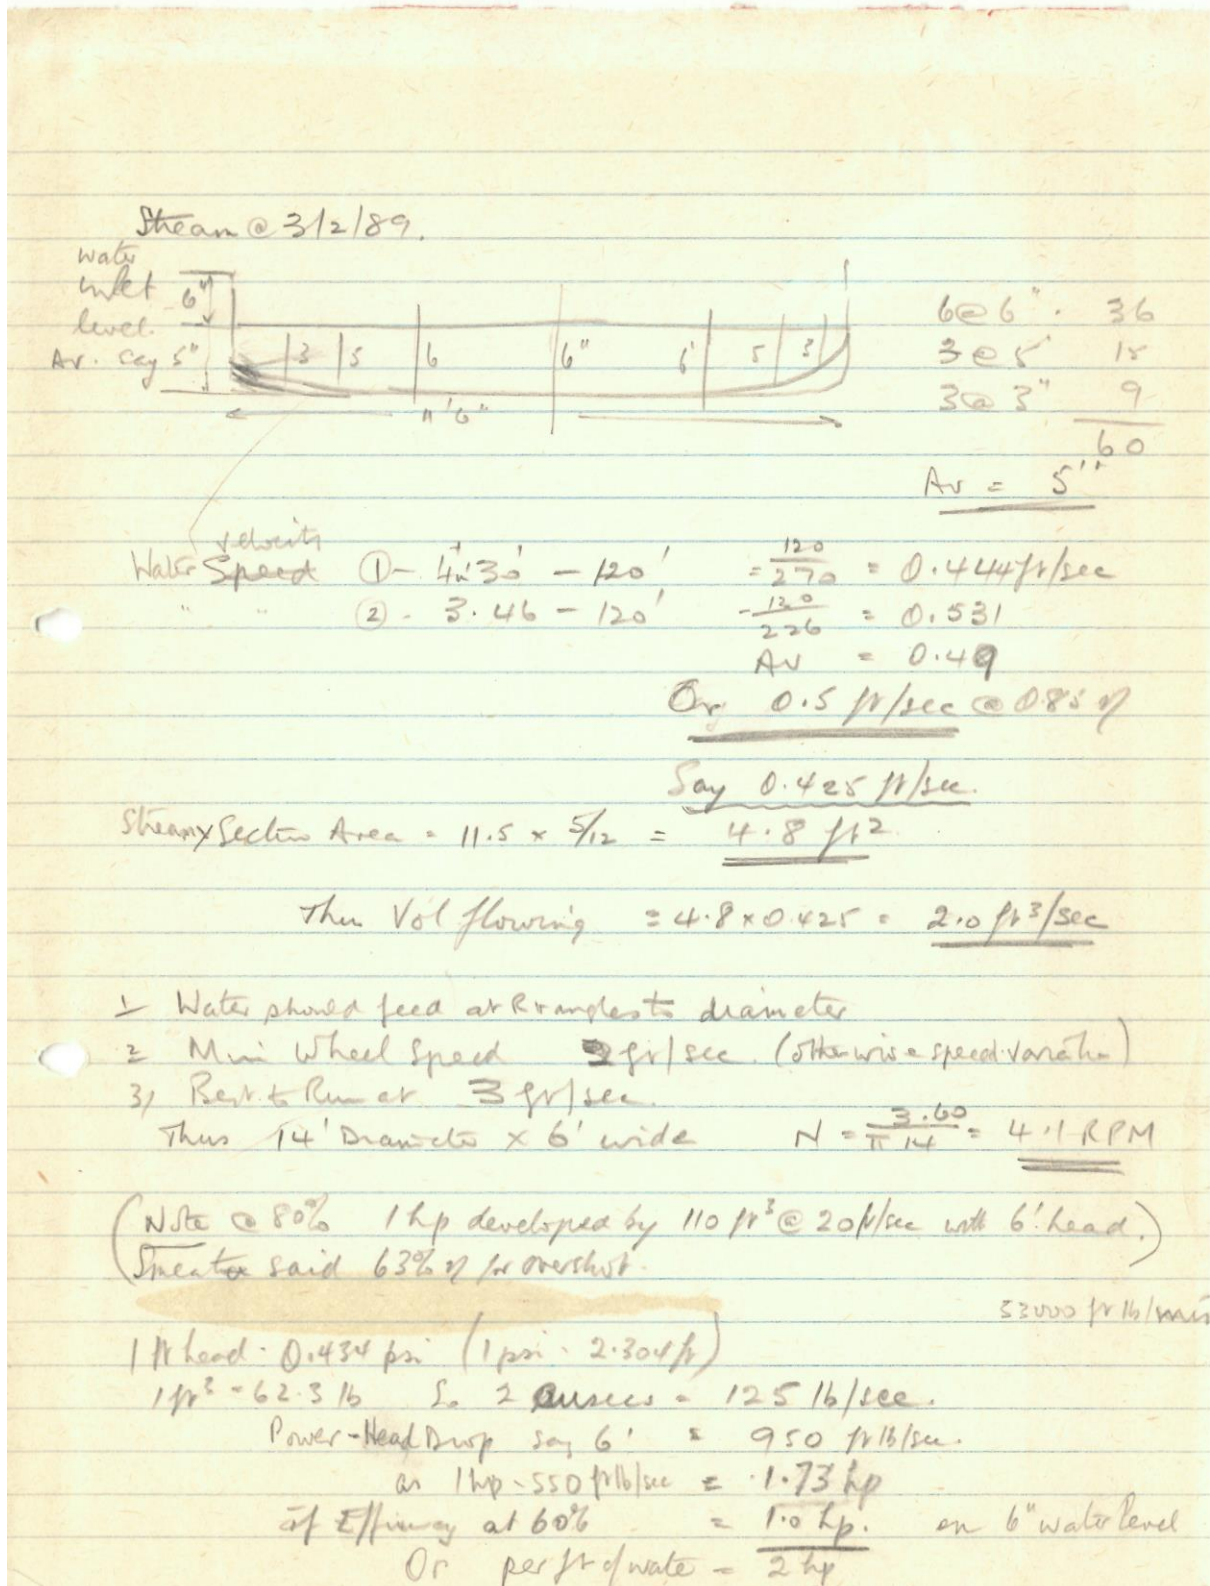 Stream @ 3/2/89.
water
inlet 6"
level.
Av. say 5" 3 5 6 6" 6' 5 3
11'6"
6@6" . 36
3@5 15
3@3" 9
60
Av = 5"
velocity
Water Speed ① - 4' 30 - 120' = 120/270 = 0.444 ft/sec
" " ② - 3.46 - 120' - 120/226 = 0.531
Av = 0.49
Or 0.5 ft/sec @ 0.85 η
Say 0.425 ft/sec.
Stream X Section Area = 11.5 x 5/12 = 4.8 ft2.
Then Vol flowing = 4.8 x 0.425 = 2.0 ft3/sec
1 Water should feed at Rt angles to diameter
2 Min Wheel Speed 2 ft/sec. (otherwise speed variation)
3) Best to Run at 3 ft/sec.
Thus 14' Diameter x 6' wide N = 3.60/π 14 = 4.1 RPM
(Note @ 80% 1 hp developed by 110 ft3 @ 20 ft/sec with 6' head.)
(Smeaton said 63% η for overshot.
33000 ft lb/min
1 ft head - 0.434 psi (1 psi - 2.304 ft)
1 ft3 = 62.3 lb So 2 cusecs = 125 lb/sec.
Power - Head Drop say 6' = 950 ft lb/sec.
as 1 hp - 550 ft lb/sec = 1.73 hp
if Efficiency at 60% = 1.0 hp. on 6" water level
Or per ft of water = 2 hp